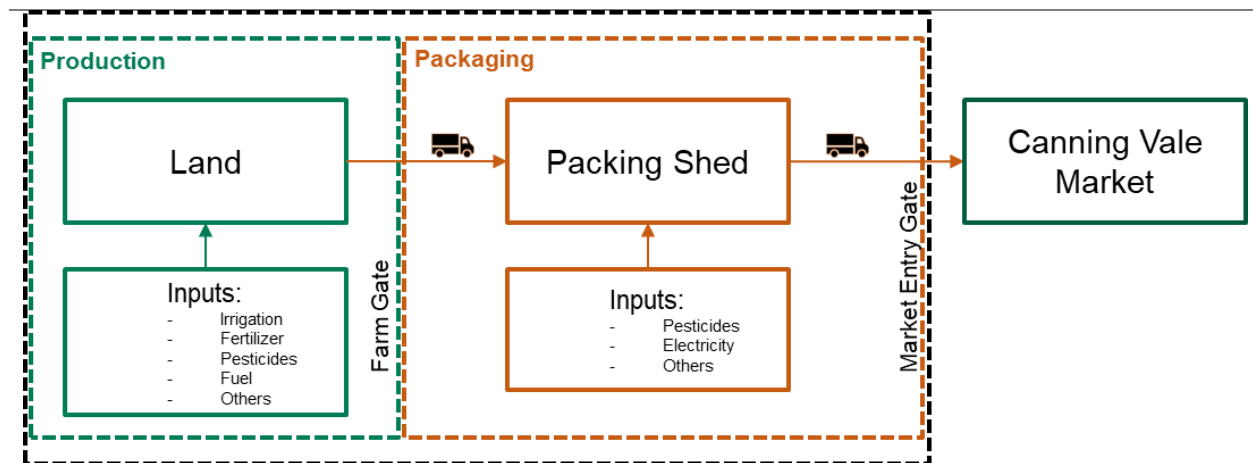 Production
Land
Inputs:
- Irrigation
- Fertilizer
- Pesticides
- Fuel
- Others
Farm Gate
Packaging
Packing Shed
Inputs:
- Pesticides
- Electricity
- Others
Market Entry Gate
Canning Vale
Market